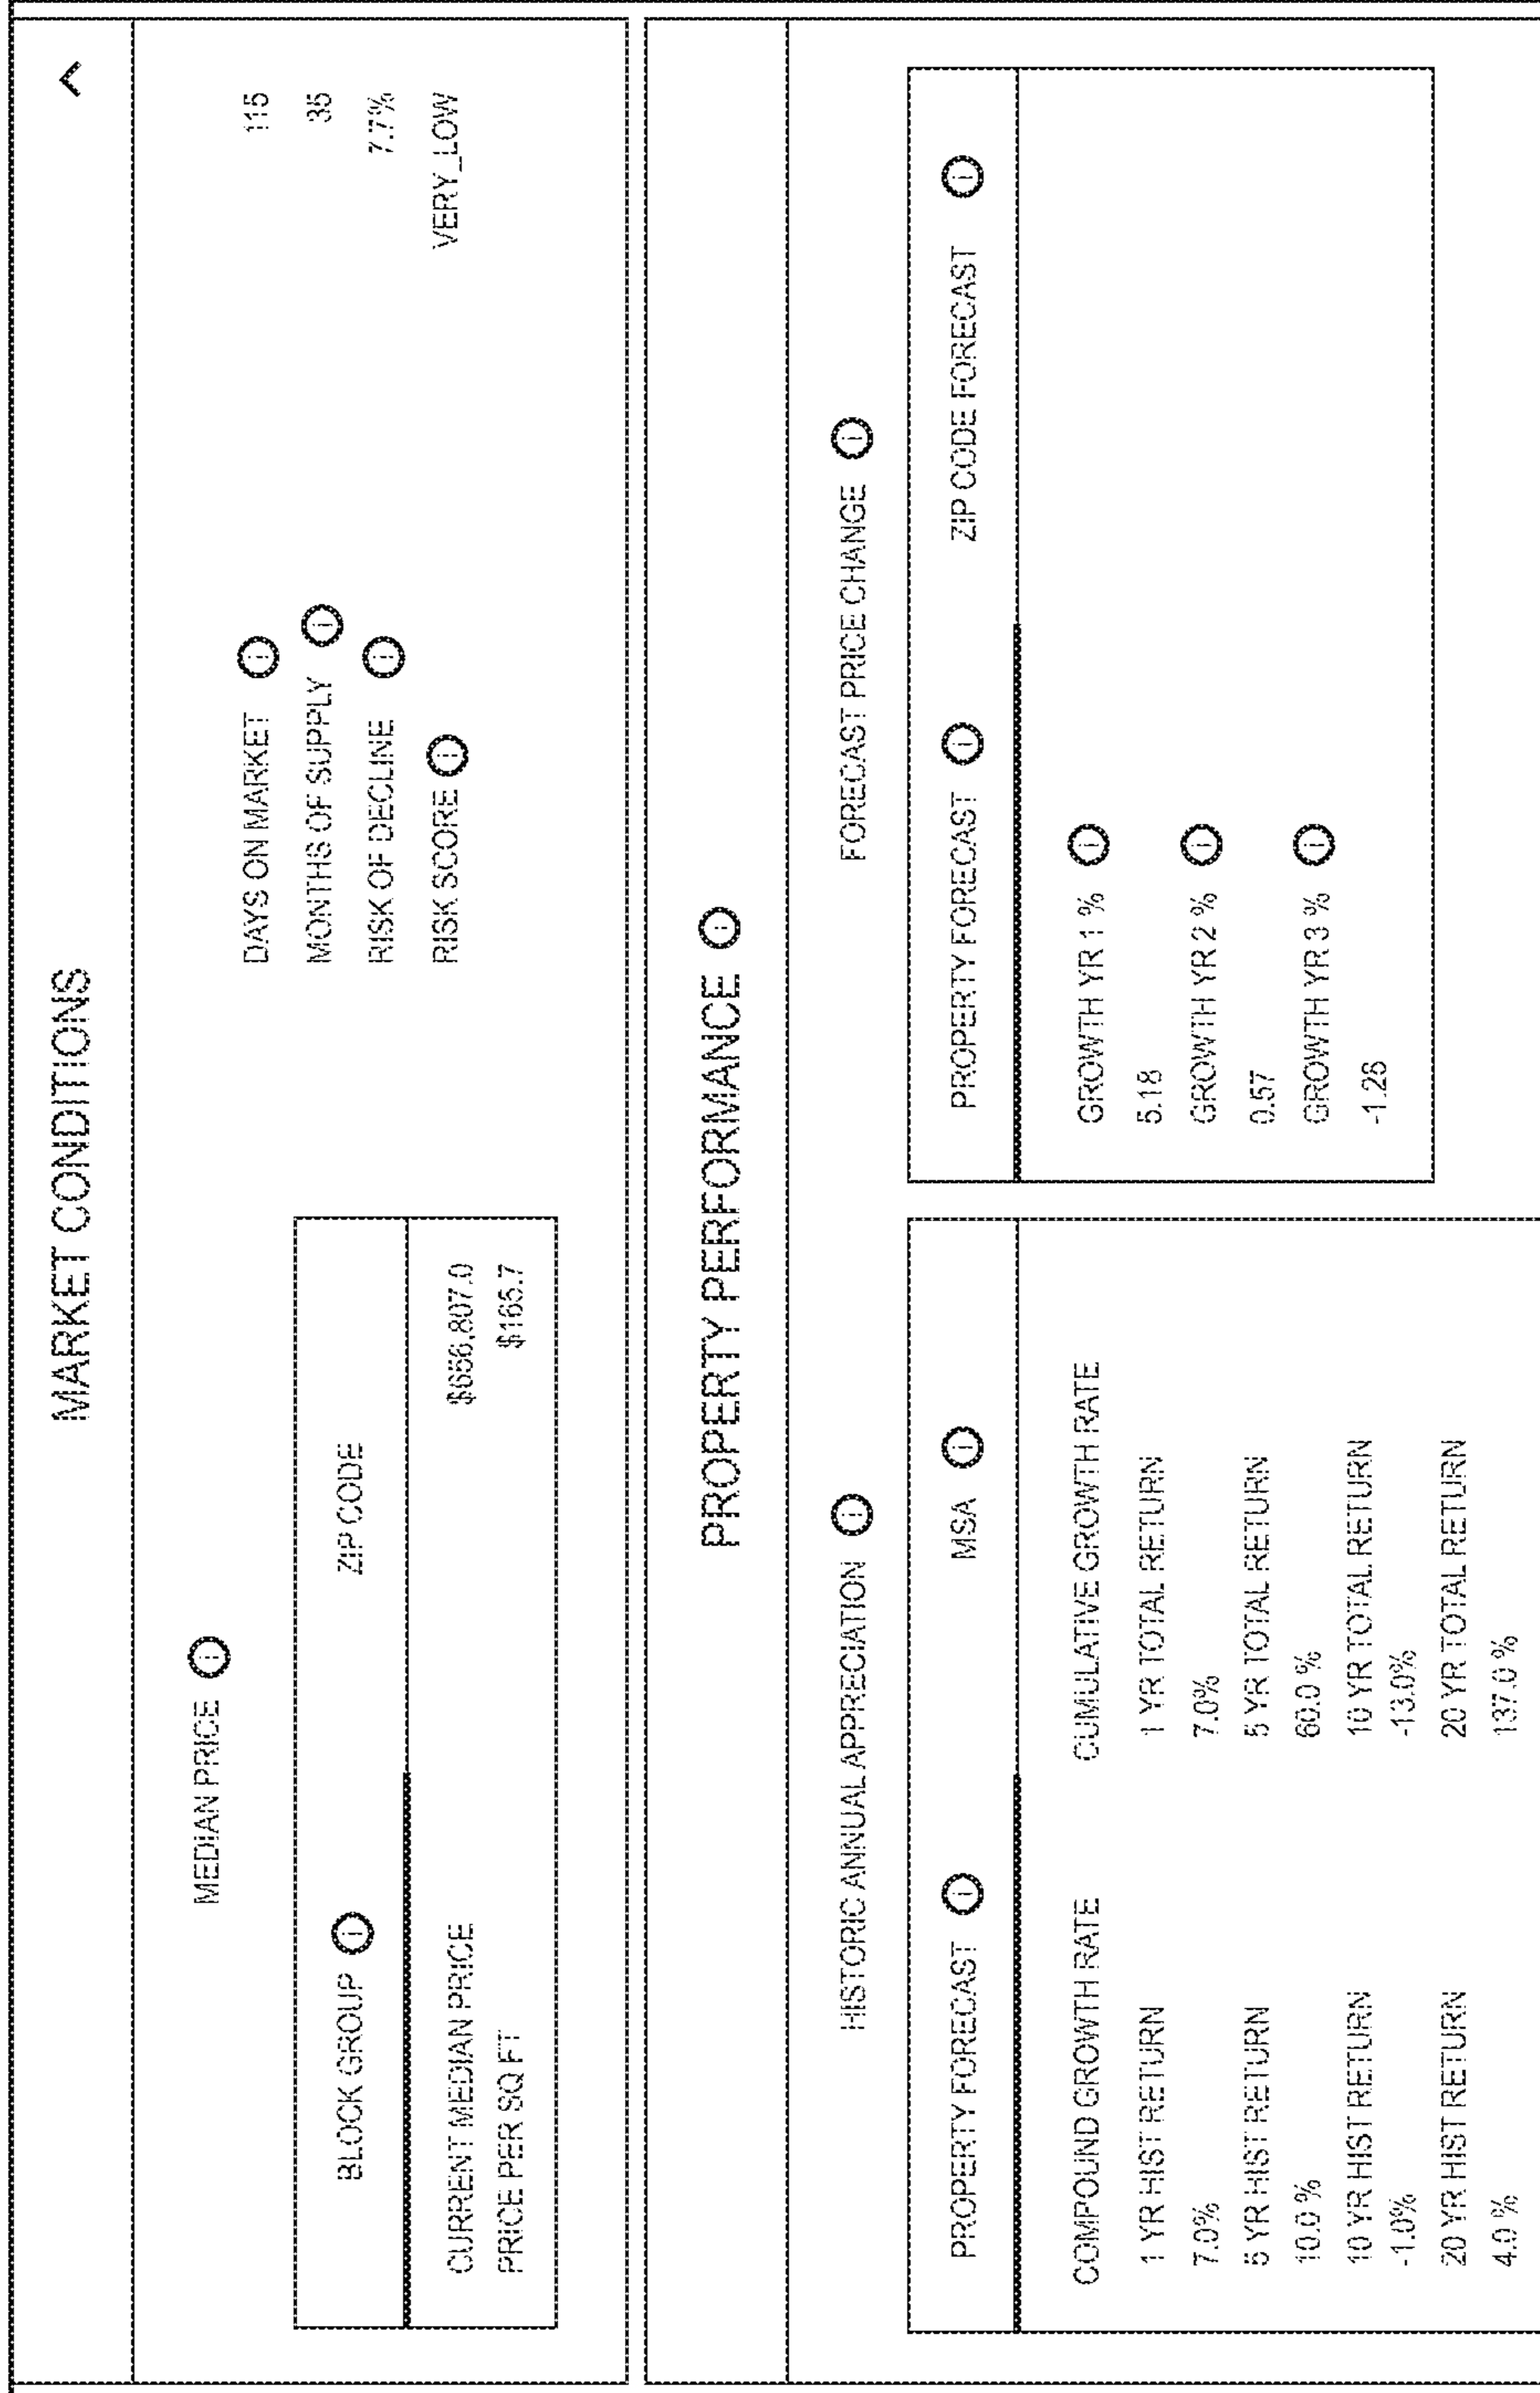 MARKET CONDITIONS
MEDIAN PRICE
BLOCK GROUP ZIP CODE
CURRENT MEDIAN PRICE $656,807.0
PRICE PER SQ FT $165.7
DAYS ON MARKET 115
MONTHS OF SUPPLY 35
RISK OF DECLINE 7.7%
RISK SCORE VERY_LOW
PROPERTY PERFORMANCE
HISTORIC ANNUAL APPRECIATION
PROPERTY FORECAST MSA
COMPOUND GROWTH RATE CUMULATIVE GROWTH RATE
1 YR HIST RETURN 1 YR TOTAL RETURN
7.0% 7.0%
5 YR HIST RETURN 5 YR TOTAL RETURN
10.0 % 60.0 %
10 YR HIST RETURN 10 YR TOTAL RETURN
-1.0% -13.0%
20 YR HIST RETURN 20 YR TOTAL RETURN
4.0 % 137.0 %
FORECAST PRICE CHANGE
PROPERTY FORECAST ZIP CODE FORECAST
GROWTH YR 1 %
5.18
GROWTH YR 2 %
0.57
GROWTH YR 3 %
-1.26